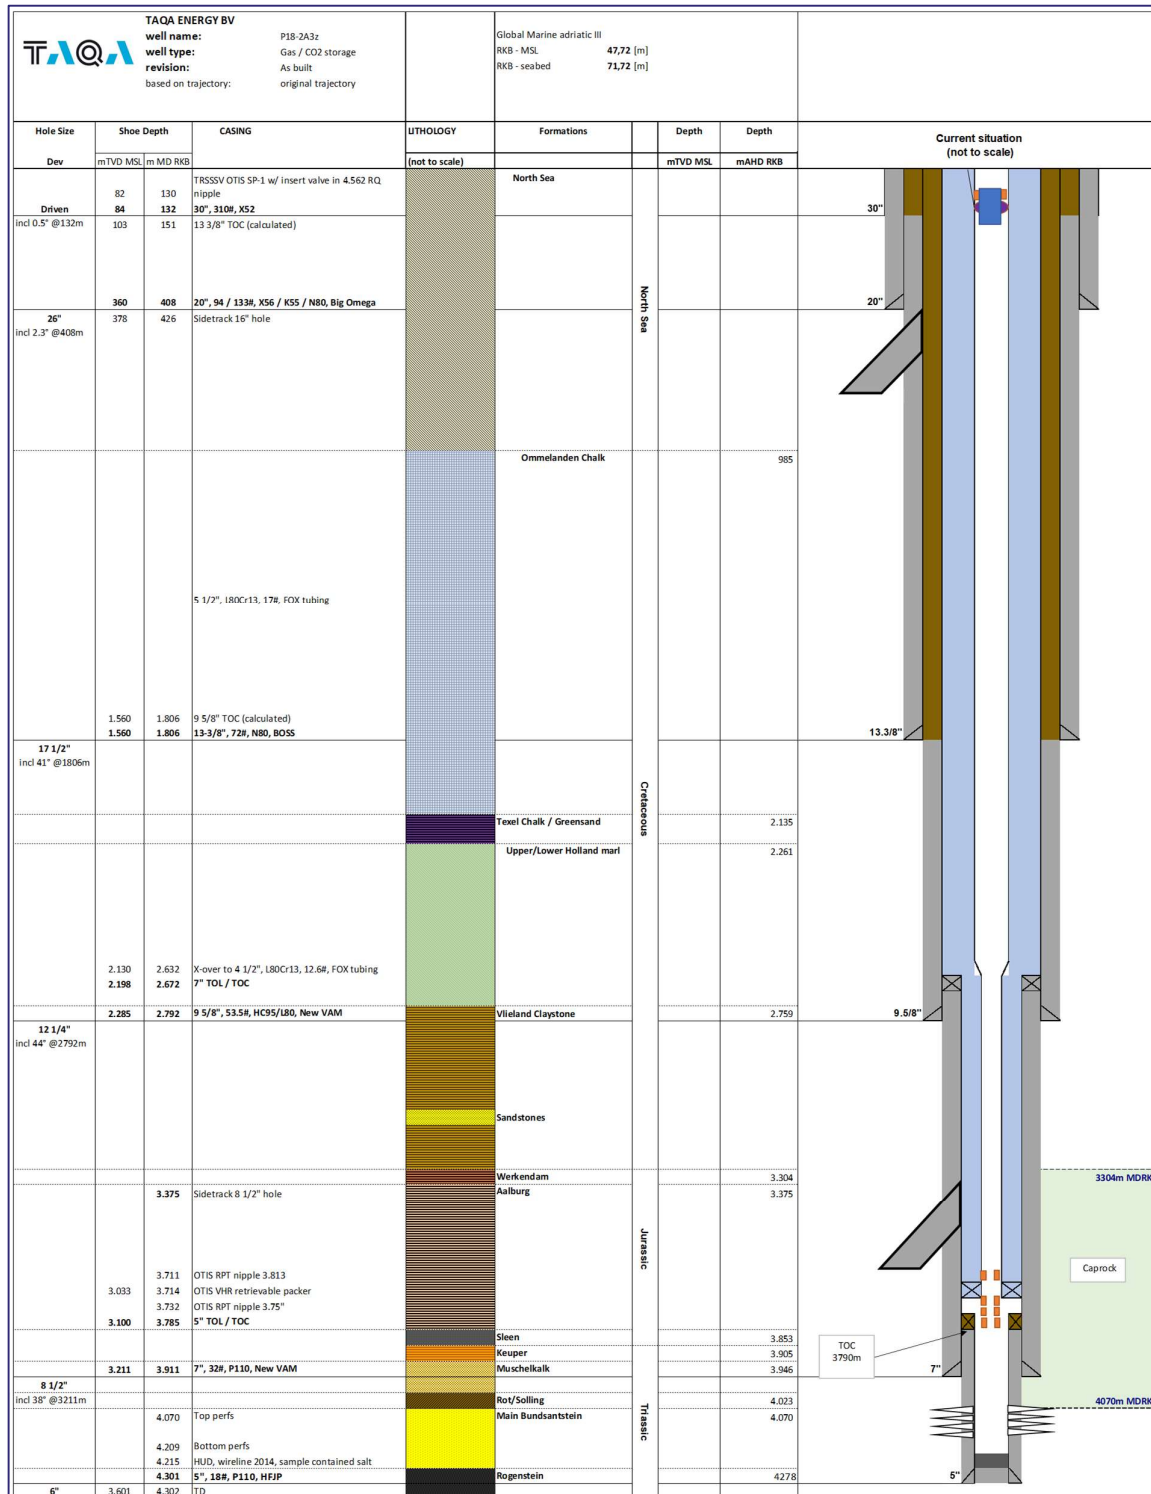 TAQA
TAQA ENERGY BV
well name: P18-2A3z
well type: Gas / CO2 storage
revision: As built
based on trajectory: original trajectory
Global Marine adriatic III
RKB - MSL 47,72 [m]
RKB - seabed 71,72 [m]
Hole Size Shoe Depth CASING LITHOLOGY Formations Depth Depth Current situation
(not to scale)
Dev mTVD MSL m MD RKB (not to scale) mTVD MSL mAHD RKB
TRSSSV OTIS SP-1 w/ insert valve in 4.562 RQ North Sea
82 130 nipple
Driven 84 132 30", 310#, X52 30"
incl 0.5° @132m 103 151 13 3/8" TOC (calculated)
North Sea
360 408 20", 94 / 133#, X56 / K55 / N80, Big Omega 20"
26" 378 426 Sidetrack 16" hole
incl 2.3° @408m
Ommelanden Chalk 985
5 1/2", L80Cr13, 17#, FOX tubing
1.560 1.806 9 5/8" TOC (calculated)
1.560 1.806 13-3/8", 72#, N80, BOSS 13.3/8"
17 1/2"
incl 41° @1806m
Cretaceous
Texel Chalk / Greensand 2.135
Upper/Lower Holland marl 2.261
2.130 2.632 X-over to 4 1/2", L80Cr13, 12.6#, FOX tubing
2.198 2.672 7" TOL / TOC
2.285 2.792 9 5/8", 53.5#, HC95/L80, New VAM Vlieland Claystone 2.759 9.5/8"
12 1/4"
incl 44° @2792m
Sandstones
Werkendam 3.304 3304m MDRK
3.375 Sidetrack 8 1/2" hole Aalburg 3.375
Jurassic
3.711 OTIS RPT nipple 3.813 Caprock
3.033 3.714 OTIS VHR retrievable packer
3.732 OTIS RPT nipple 3.75"
3.100 3.785 5" TOL / TOC
Sleen 3.853
TOC
3790m
Keuper 3.905
3.211 3.911 7", 32#, P110, New VAM Muschelkalk 3.946 7"
8 1/2"
incl 38° @3211m Rot/Solling 4.023 4070m MDRK
Triassic
4.070 Top perfs Main Bundsantstein 4.070
4.209 Bottom perfs
4.215 HUD, wireline 2014, sample contained salt
4.301 5", 18#, P110, HFJP Rogenstein 4278 5"
6" 3.601 4.302 TD